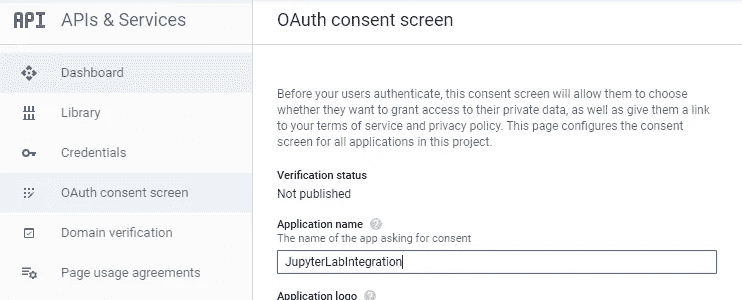 API APIs & Services
Dashboard
Library
Credentials
OAuth consent screen
Domain verification
Page usage agreements
OAuth consent screen
Before your users authenticate, this consent screen will allow them to choose
whether they want to grant access to their private data, as well as give them a link
to your terms of service and privacy policy. This page configures the consent
screen for all applications in this project.
Verification status
Not published
Application name ?
The name of the app asking for consent
JupyterLabIntegration
Application logo ?